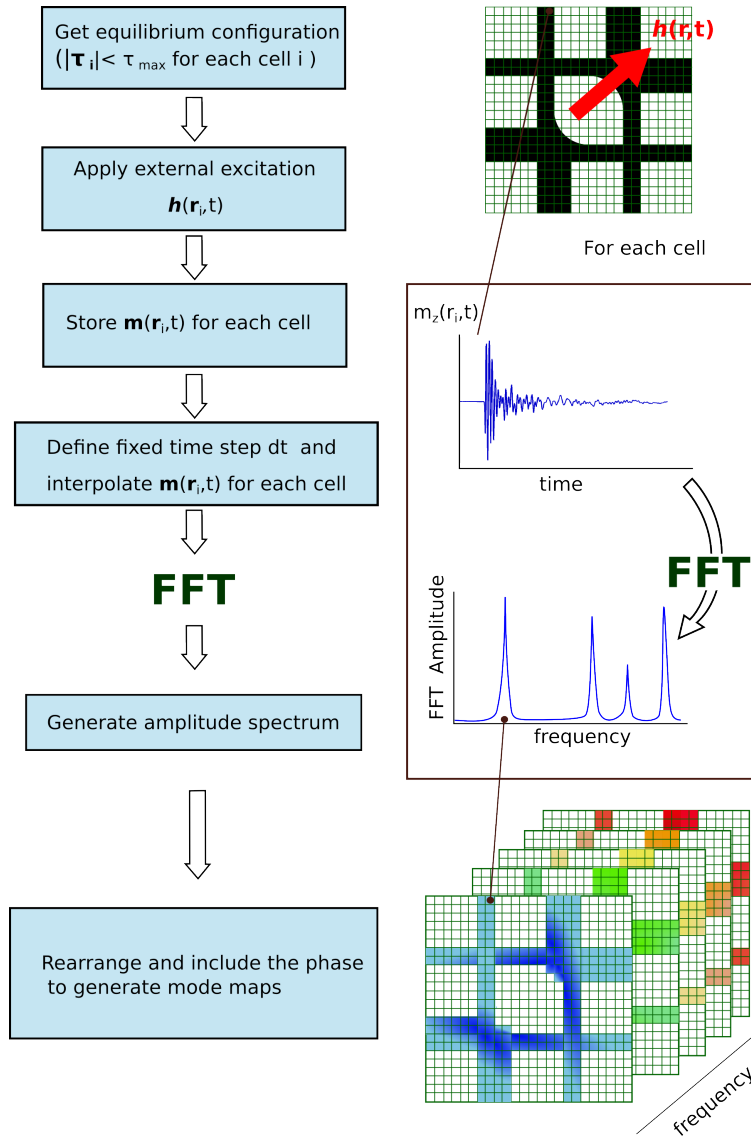 Get equilibrium configuration
(|τ i|< τ max for each cell i )
Apply external excitation
h(ri,t)
Store m(ri,t) for each cell
Define fixed time step dt and
interpolate m(ri,t) for each cell
FFT
Generate amplitude spectrum
Rearrange and include the phase
to generate mode maps
h(r,t)
For each cell
mz(ri,t)
time
FFT
FFT Amplitude
frequency
frequency